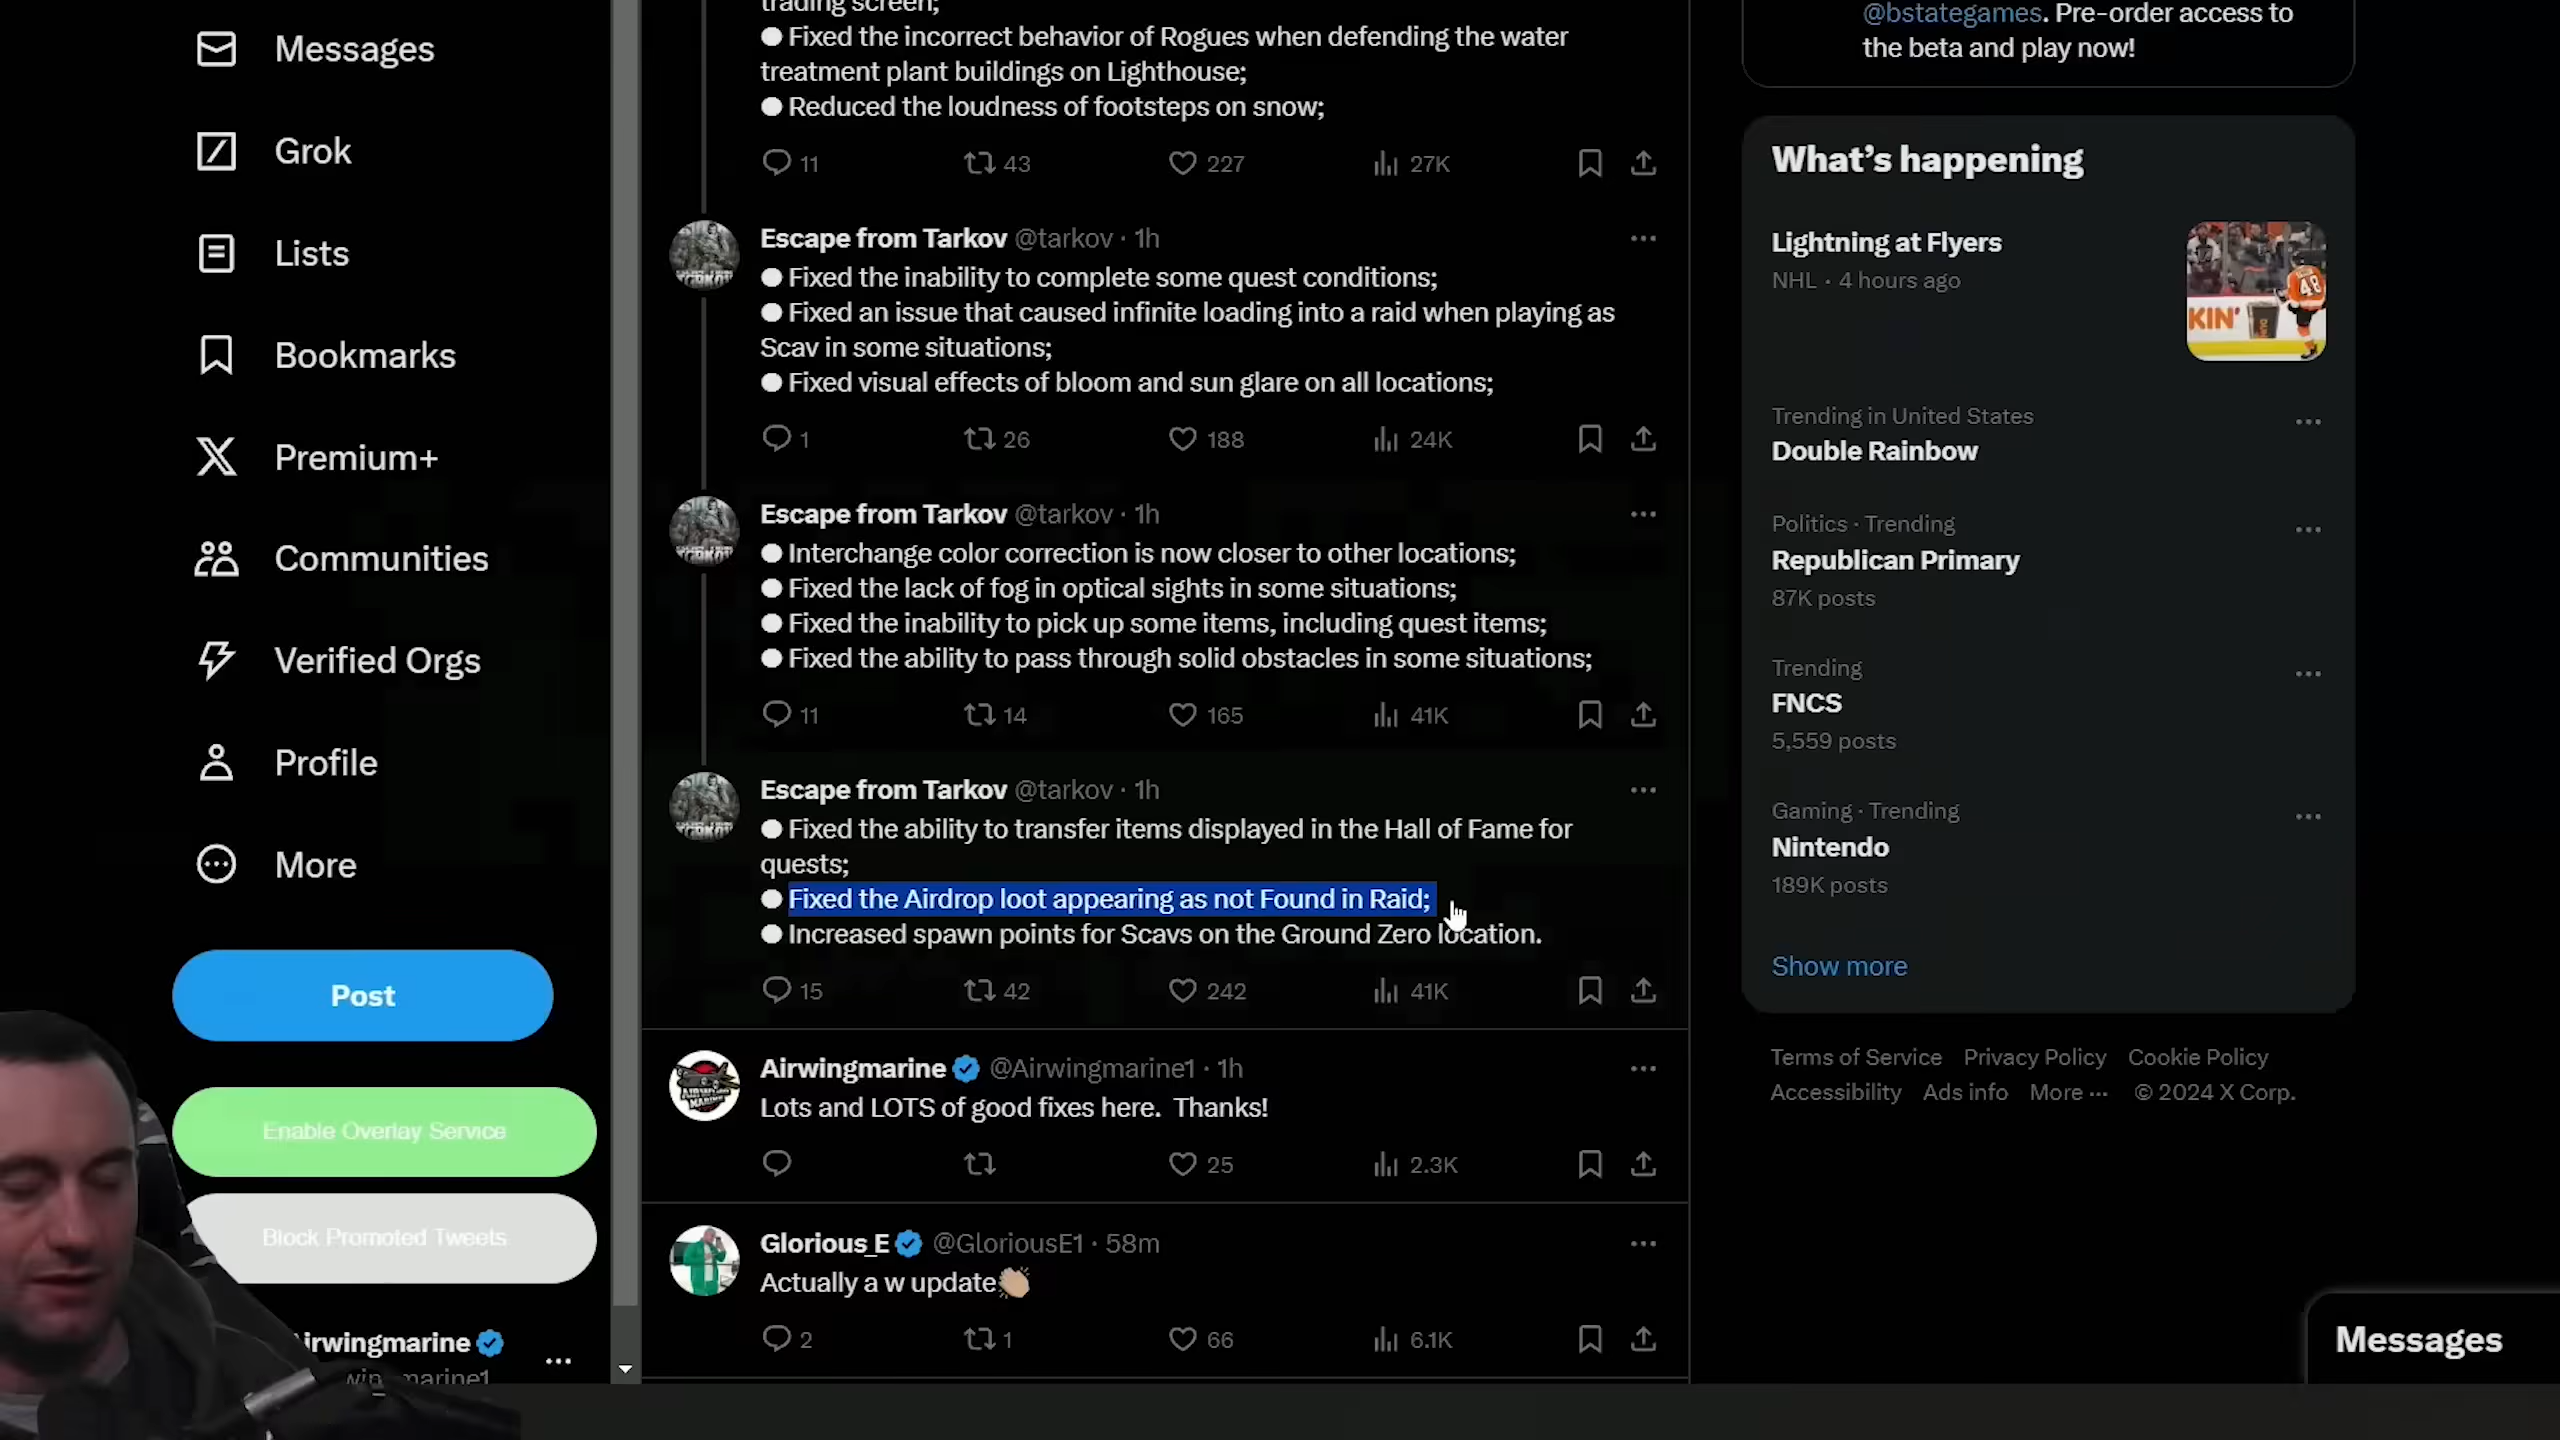 Messages
Grok
Lists
Bookmarks
Premium+
Communities
Verified Orgs
Profile
More
Post
Enable Overlay Service
Block Promoted Tweets
irwingmarine
marine1
trading screen;
● Fixed the incorrect behavior of Rogues when defending the water
treatment plant buildings on Lighthouse;
● Reduced the loudness of footsteps on snow;
11 43 227 27K
Escape from Tarkov @tarkov · 1h
● Fixed the inability to complete some quest conditions;
● Fixed an issue that caused infinite loading into a raid when playing as
Scav in some situations;
● Fixed visual effects of bloom and sun glare on all locations;
1 26 188 24K
Escape from Tarkov @tarkov · 1h
● Interchange color correction is now closer to other locations;
● Fixed the lack of fog in optical sights in some situations;
● Fixed the inability to pick up some items, including quest items;
● Fixed the ability to pass through solid obstacles in some situations;
11 14 165 41K
Escape from Tarkov @tarkov · 1h
● Fixed the ability to transfer items displayed in the Hall of Fame for
quests;
● Fixed the Airdrop loot appearing as not Found in Raid;
● Increased spawn points for Scavs on the Ground Zero location.
15 42 242 41K
Airwingmarine @Airwingmarine1 · 1h
Lots and LOTS of good fixes here. Thanks!
25 2.3K
Glorious_E @GloriousE1 · 58m
Actually a w update👏🏼
2 1 66 6.1K
@bstategames. Pre-order access to
the beta and play now!
What's happening
Lightning at Flyers
NHL · 4 hours ago
KIN'
48
Trending in United States
Double Rainbow
Politics · Trending
Republican Primary
87K posts
Trending
FNCS
5,559 posts
Gaming · Trending
Nintendo
189K posts
Show more
Terms of Service Privacy Policy Cookie Policy
Accessibility Ads info More ··· © 2024 X Corp.
Messages